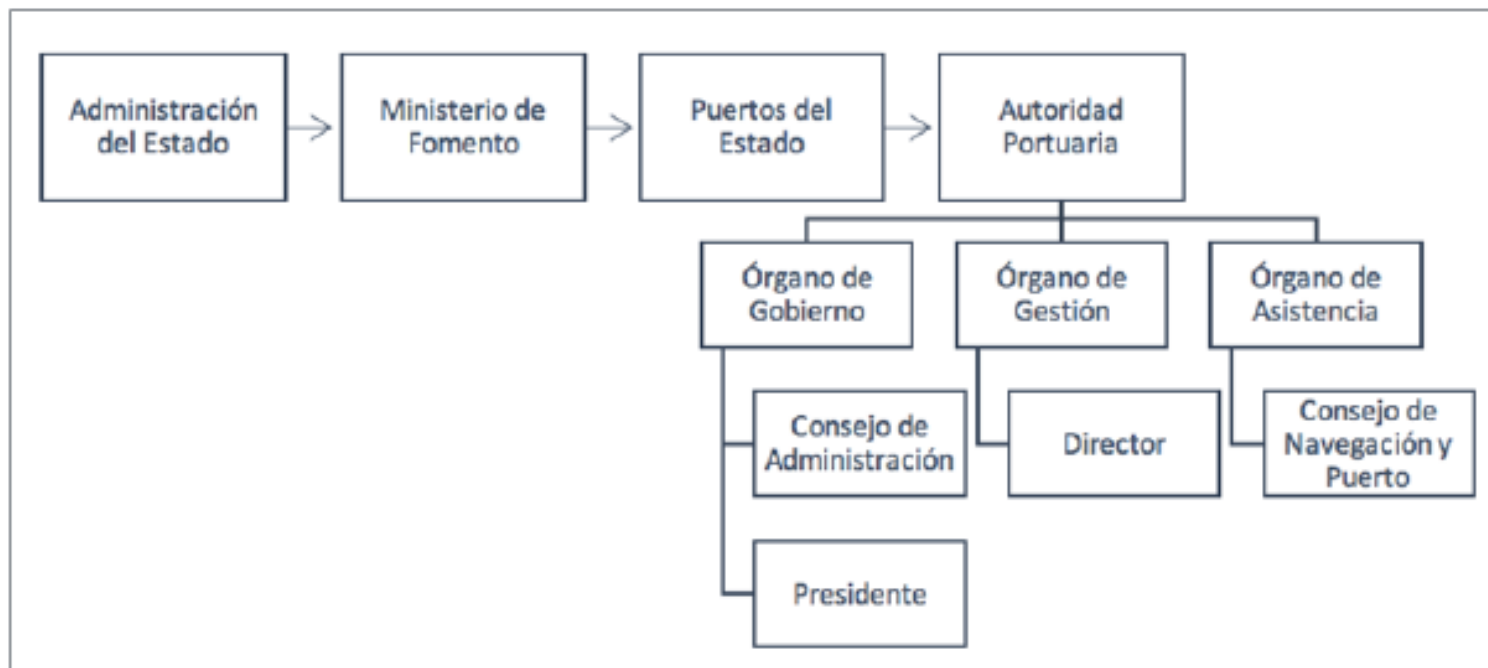 Administración
del Estado
Ministerio de
Fomento
Puertos del
Estado
Autoridad
Portuaria
Órgano de
Gobierno
Órgano de
Gestión
Órgano de
Asistencia
Consejo de
Administración
Director
Consejo de
Navegación y
Puerto
Presidente